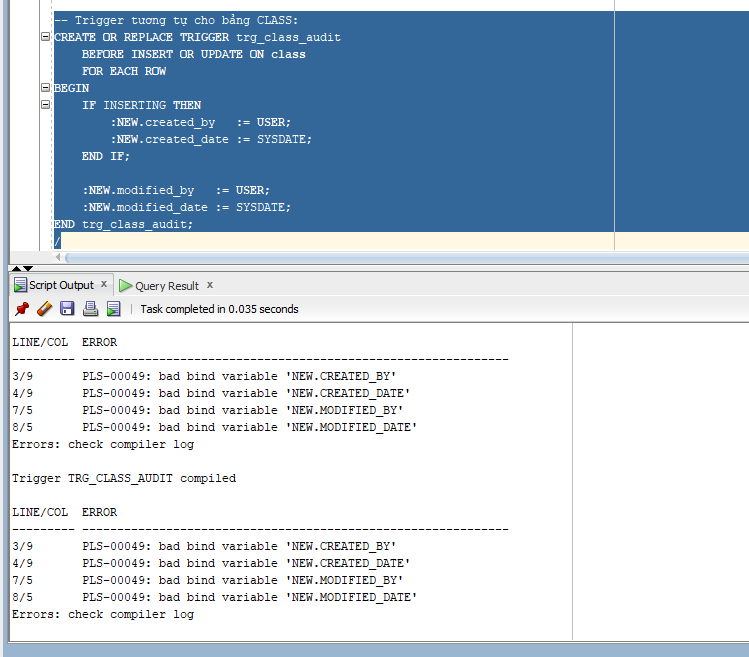 -- Trigger tương tự cho bảng CLASS:
CREATE OR REPLACE TRIGGER trg_class_audit
    BEFORE INSERT OR UPDATE ON class
    FOR EACH ROW
BEGIN
    IF INSERTING THEN
        :NEW.created_by   := USER;
        :NEW.created_date := SYSDATE;
    END IF;

    :NEW.modified_by   := USER;
    :NEW.modified_date := SYSDATE;
END trg_class_audit;
/
Script Output x Query Result x
Task completed in 0.035 seconds
LINE/COL  ERROR
--------- -------------------------------------------------------------
3/9       PLS-00049: bad bind variable 'NEW.CREATED_BY'
4/9       PLS-00049: bad bind variable 'NEW.CREATED_DATE'
7/5       PLS-00049: bad bind variable 'NEW.MODIFIED_BY'
8/5       PLS-00049: bad bind variable 'NEW.MODIFIED_DATE'
Errors: check compiler log

Trigger TRG_CLASS_AUDIT compiled

LINE/COL  ERROR
--------- -------------------------------------------------------------
3/9       PLS-00049: bad bind variable 'NEW.CREATED_BY'
4/9       PLS-00049: bad bind variable 'NEW.CREATED_DATE'
7/5       PLS-00049: bad bind variable 'NEW.MODIFIED_BY'
8/5       PLS-00049: bad bind variable 'NEW.MODIFIED_DATE'
Errors: check compiler log